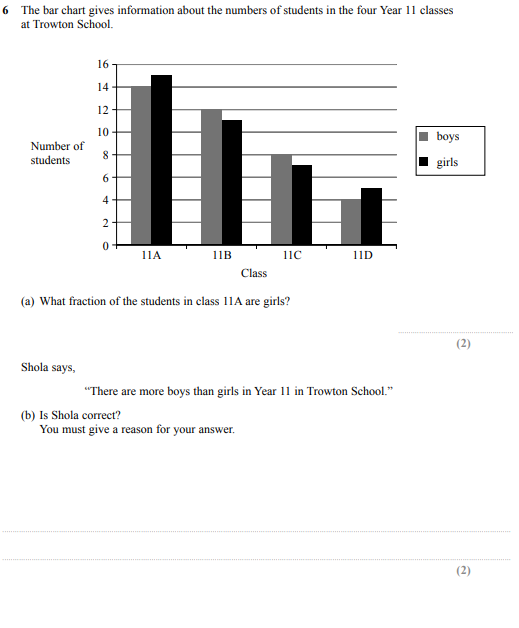 6 The bar chart gives information about the numbers of students in the four Year 11 classes
at Trowton School.
16
14
12
10
8
6
4
2
0
Number of
students
11A 11B 11C 11D
Class
boys
girls
(a) What fraction of the students in class 11A are girls?
(2)
Shola says,
“There are more boys than girls in Year 11 in Trowton School.”
(b) Is Shola correct?
You must give a reason for your answer.
(2)